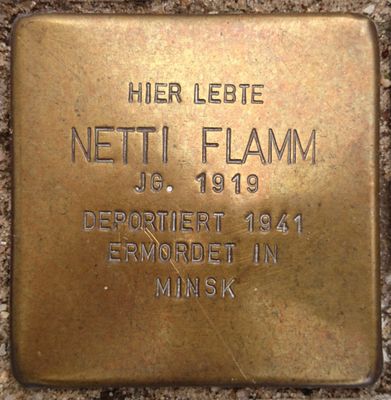 HIER LEBTE
NETTI FLAMM
JG. 1919
DEPORTIERT 1941
ERMORDET IN
MINSK